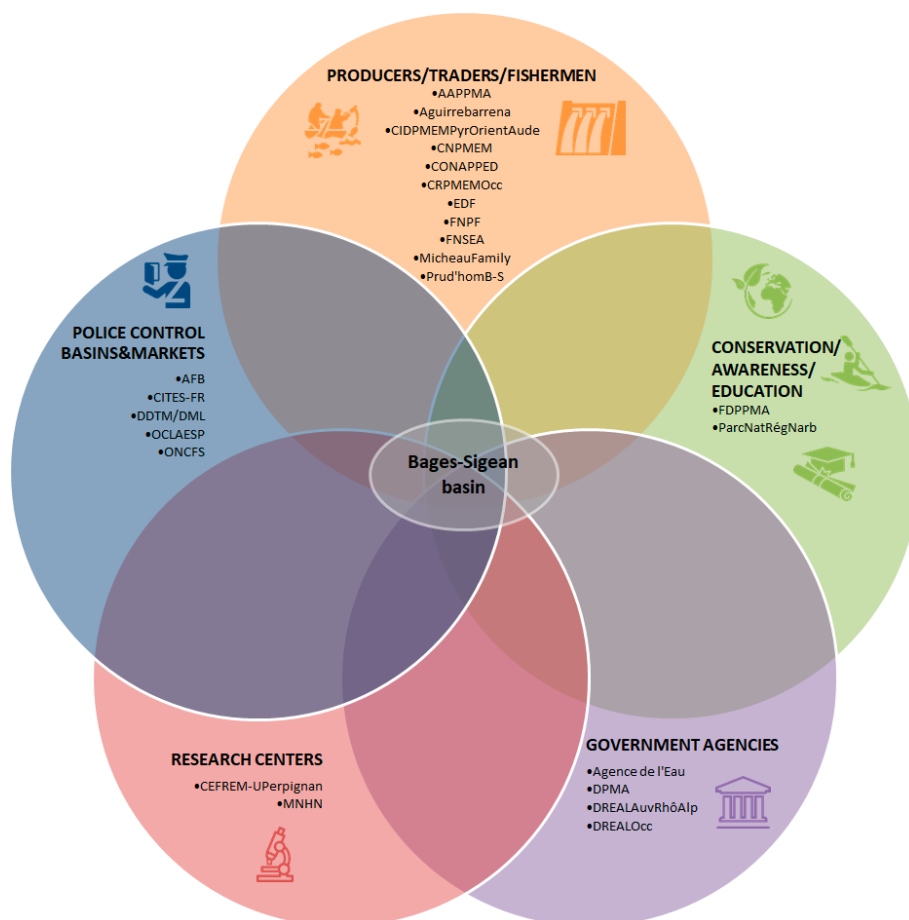 PRODUCERS/TRADERS/FISHERMEN
•AAPPMA
•Aguirrebarrena
•CIDPMEMPyrOrientAude
•CNPMEM
•CONAPPED
•CRPMEMOcc
•EDF
•FNPF
•FNSEA
•MicheauFamily
•Prud'homB-S
POLICE CONTROL
BASINS&MARKETS
•AFB
•CITES-FR
•DDTM/DML
•OCLAESP
•ONCFS
CONSERVATION/
AWARENESS/
EDUCATION
•FDPPMA
•ParcNatRégNarb
Bages-Sigean
basin
RESEARCH CENTERS
•CEFREM-UPerpignan
•MNHN
GOVERNMENT AGENCIES
•Agence de l'Eau
•DPMA
•DREALAuvRhôAlp
•DREALOcc